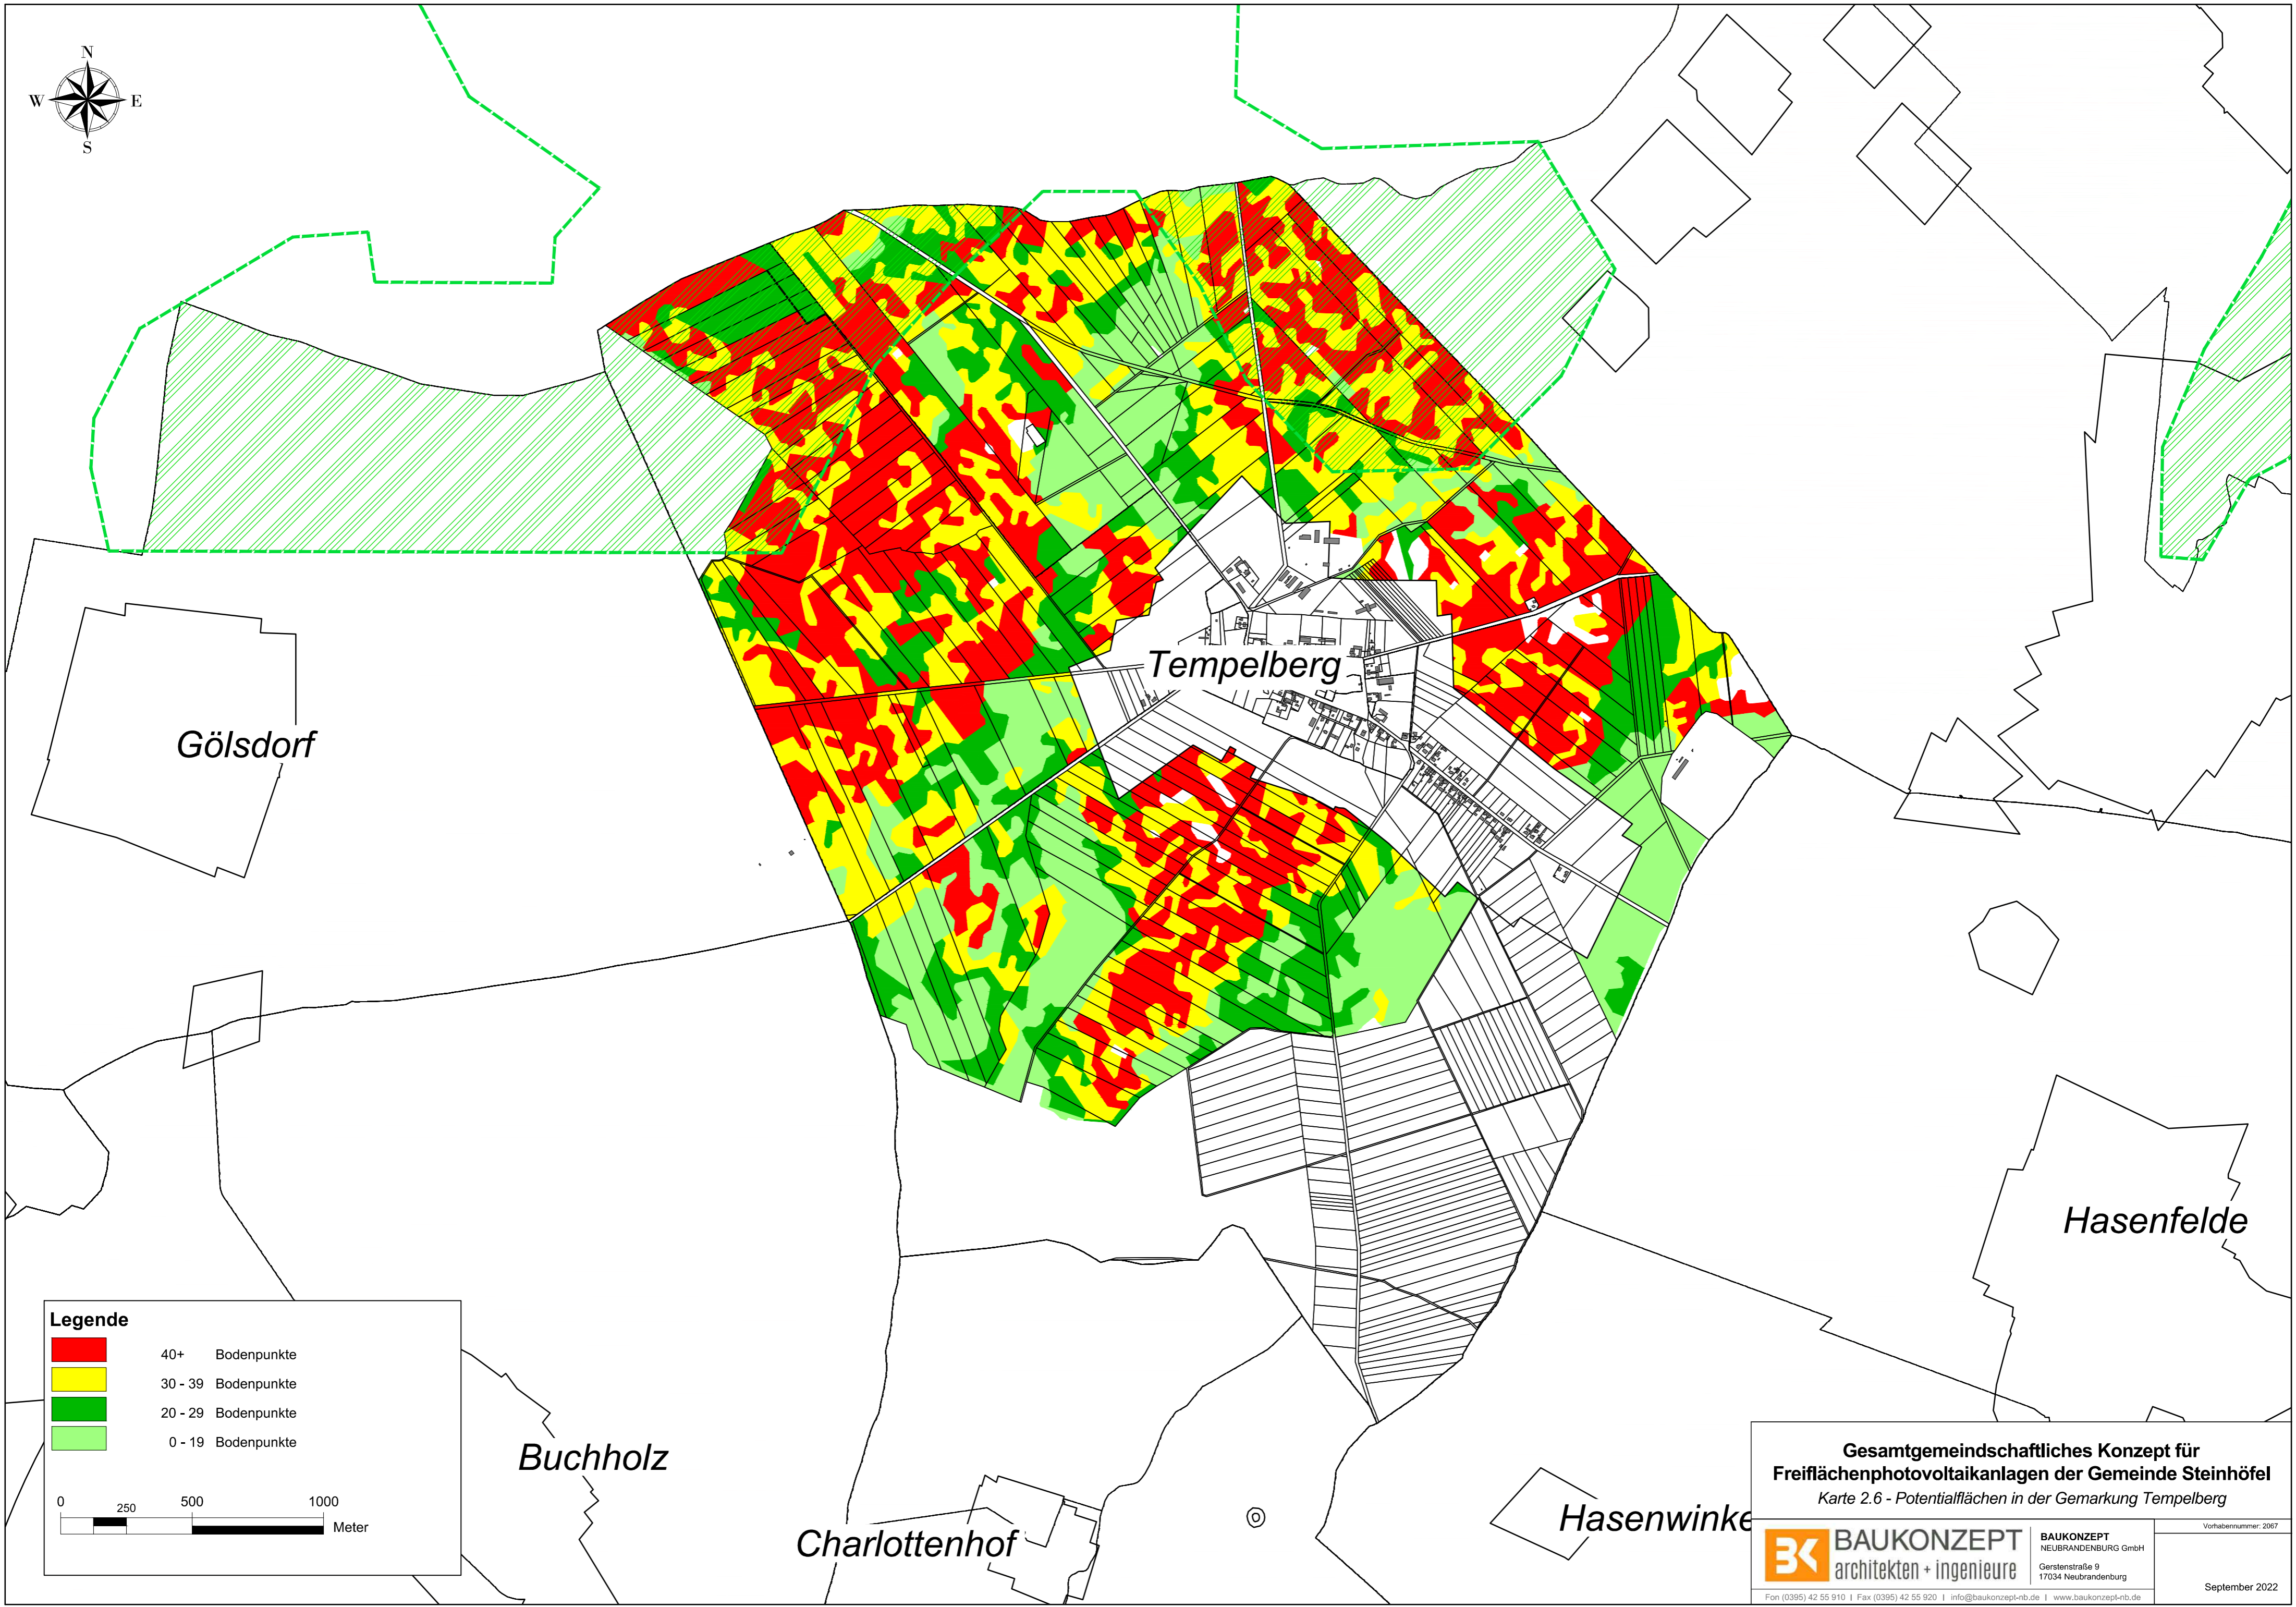 N
W E
S
Tempelberg
Gölsdorf
Hasenfelde
Legende
40+ Bodenpunkte
30 - 39 Bodenpunkte
20 - 29 Bodenpunkte
0 - 19 Bodenpunkte
0 250 500 1000
Meter
Buchholz
Charlottenhof
Hasenwinke
Gesamtgemeindschaftliches Konzept für
Freiflächenphotovoltaikanlagen der Gemeinde Steinhöfel
Karte 2.6 - Potentialflächen in der Gemarkung Tempelberg
BK BAUKONZEPT
architekten + ingenieure
BAUKONZEPT
NEUBRANDENBURG GmbH
Gerstenstraße 9
17034 Neubrandenburg
Fon (0395) 42 55 910 | Fax (0395) 42 55 920 | info@baukonzept-nb.de | www.baukonzept-nb.de
Vorhabennummer: 2067
September 2022